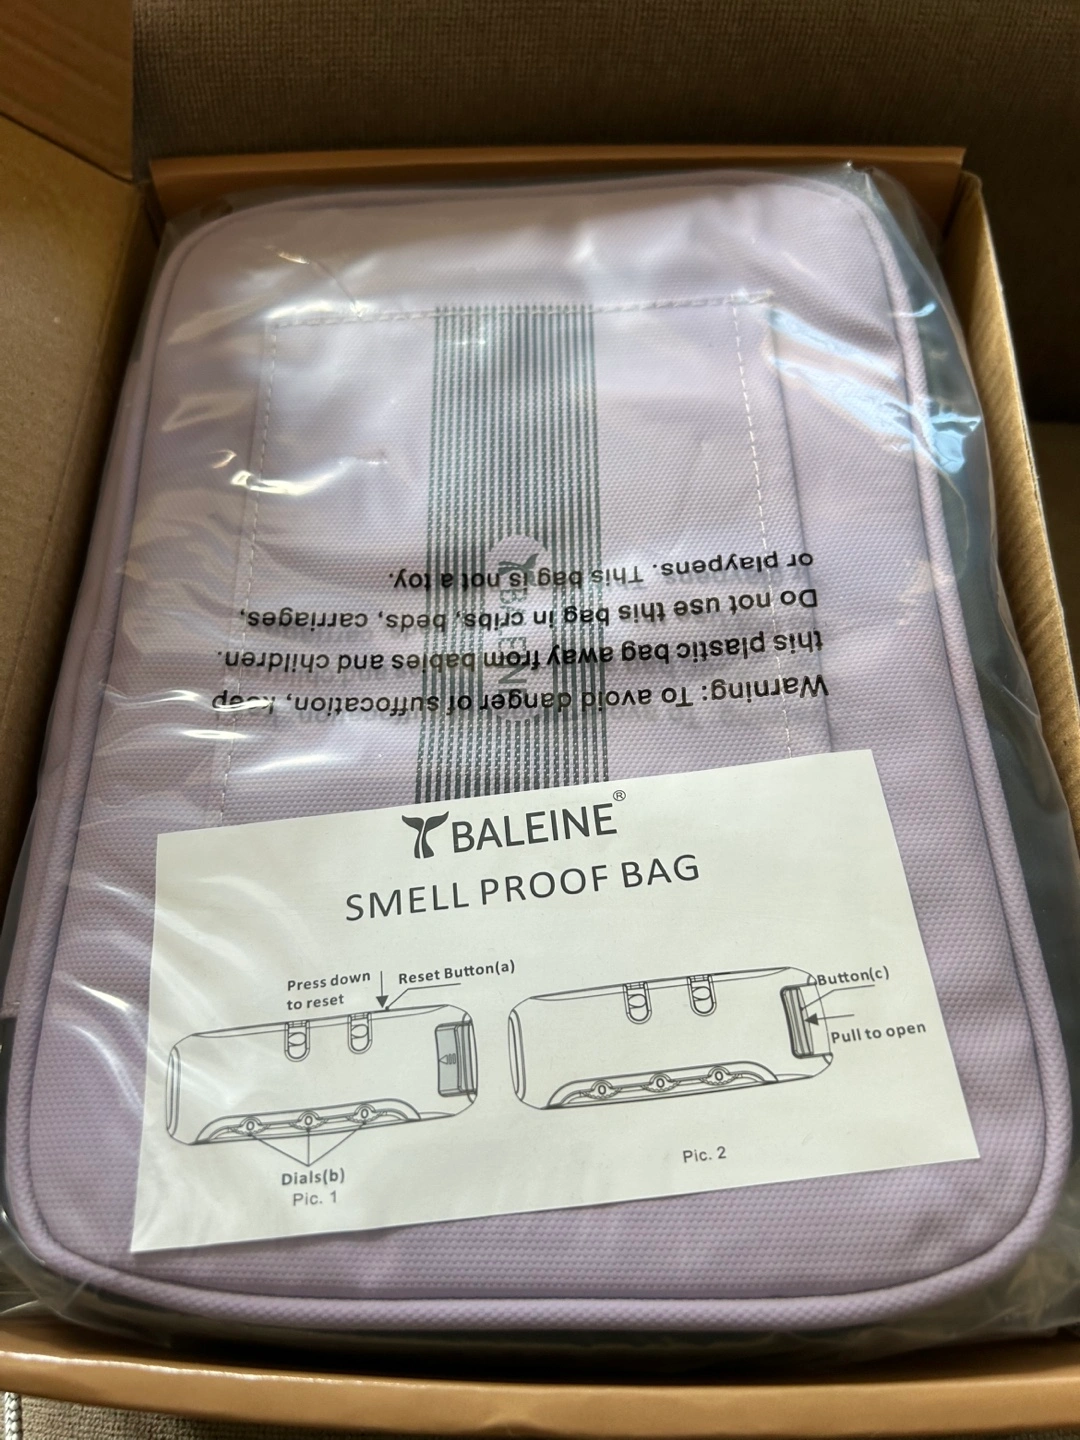 Warning: To avoid danger of suffocation, keep
this plastic bag away from babies and children.
Do not use this bag in cribs, beds, carriages,
or playpens. This bag is not a toy.
BALEINE
BALEINE®
SMELL PROOF BAG
Press down
to reset
Reset Button(a)
Dials(b)
Pic. 1
Button(c)
Pull to open
Pic. 2